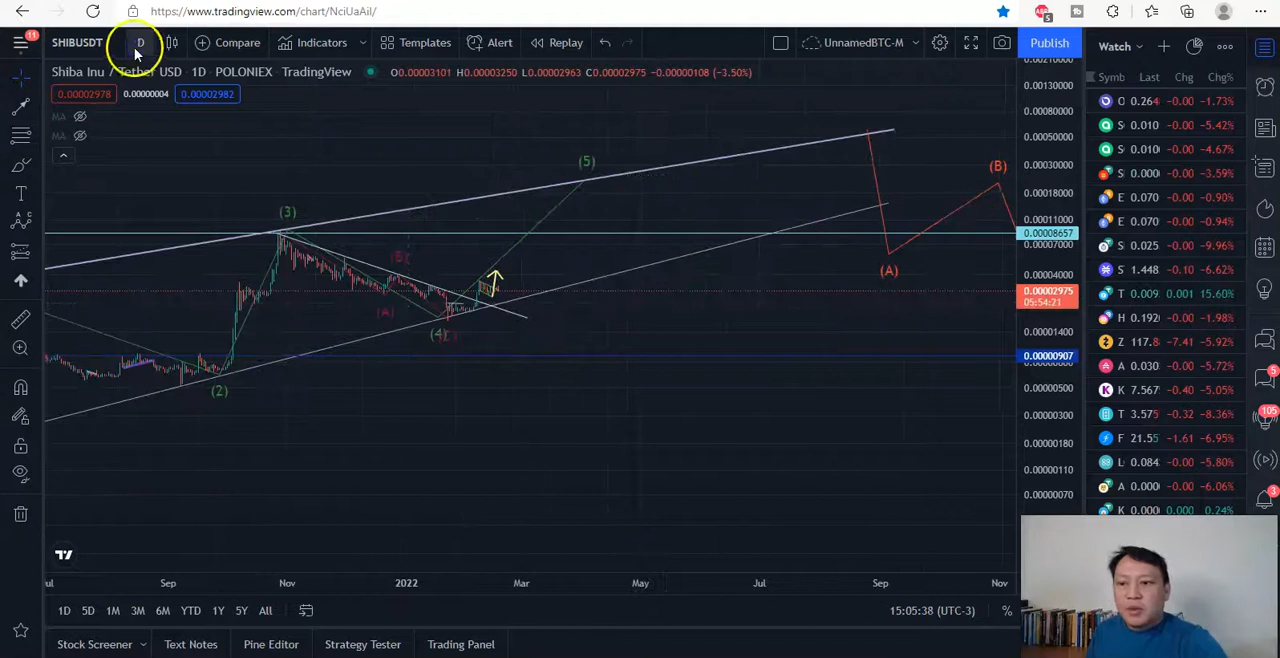 https://www.tradingview.com/chart/NciUaAil/
SHIBUSDT
D
Compare
Indicators
Templates
Alert
Replay
UnnamedBTC-M
Publish
Watch
11
5
Shiba Inu / Tether USD · 1D · POLONIEX · TradingView
O0.00003101 H0.00003250 L0.00002963 C0.00002975 −0.00000108 (−3.50%)
0.00002978 0.00000004 0.00002982
MA
MA
Symb Last Chg Chg%
O 0.264 -0.00 −1.73%
S 0.010 -0.00 −5.42%
S 0.010 -0.00 −4.67%
S 0.000 -0.00 −3.59%
E 0.070 -0.00 −0.90%
E 0.070 -0.00 −0.94%
S 0.025 -0.00 −9.96%
S 1.448 -0.10 −6.62%
T 0.009 0.001 15.60%
H 0.192 -0.00 −1.98%
Z 117.8 -7.41 −5.92%
A 0.030 -0.00 −5.72%
K 7.567 -0.40 −5.05%
T 3.575 -0.32 −8.36%
F 21.55 -1.61 −6.95%
L 0.084 -0.00 −5.80%
A 0.000 -0.00 −6.06%
K 0.000 0.000 0.24%
0.00130000
0.00080000
0.00050000
0.00030000
0.00018000
0.00011000
0.00008657
0.00007000
0.00004000
0.00002975
05:54:21
0.00001400
0.00000907
0.00000500
0.00000300
0.00000180
0.00000110
0.00000070
(5)
(B)
(3)
(B)
(A)
(A)
(4)
(2)
5
105
3
Sep Nov 2022 Mar May Jul Sep Nov
1D 5D 1M 3M 6M YTD 1Y 5Y All
15:05:38 (UTC-3)
%
Stock Screener
Text Notes
Pine Editor
Strategy Tester
Trading Panel